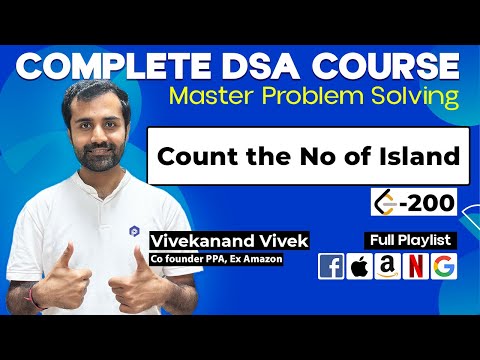 COMPLETE DSA COURSE
Master Problem Solving
Count the No of Island
-200
Vivekanand Vivek
Co founder PPA, Ex Amazon
Full Playlist